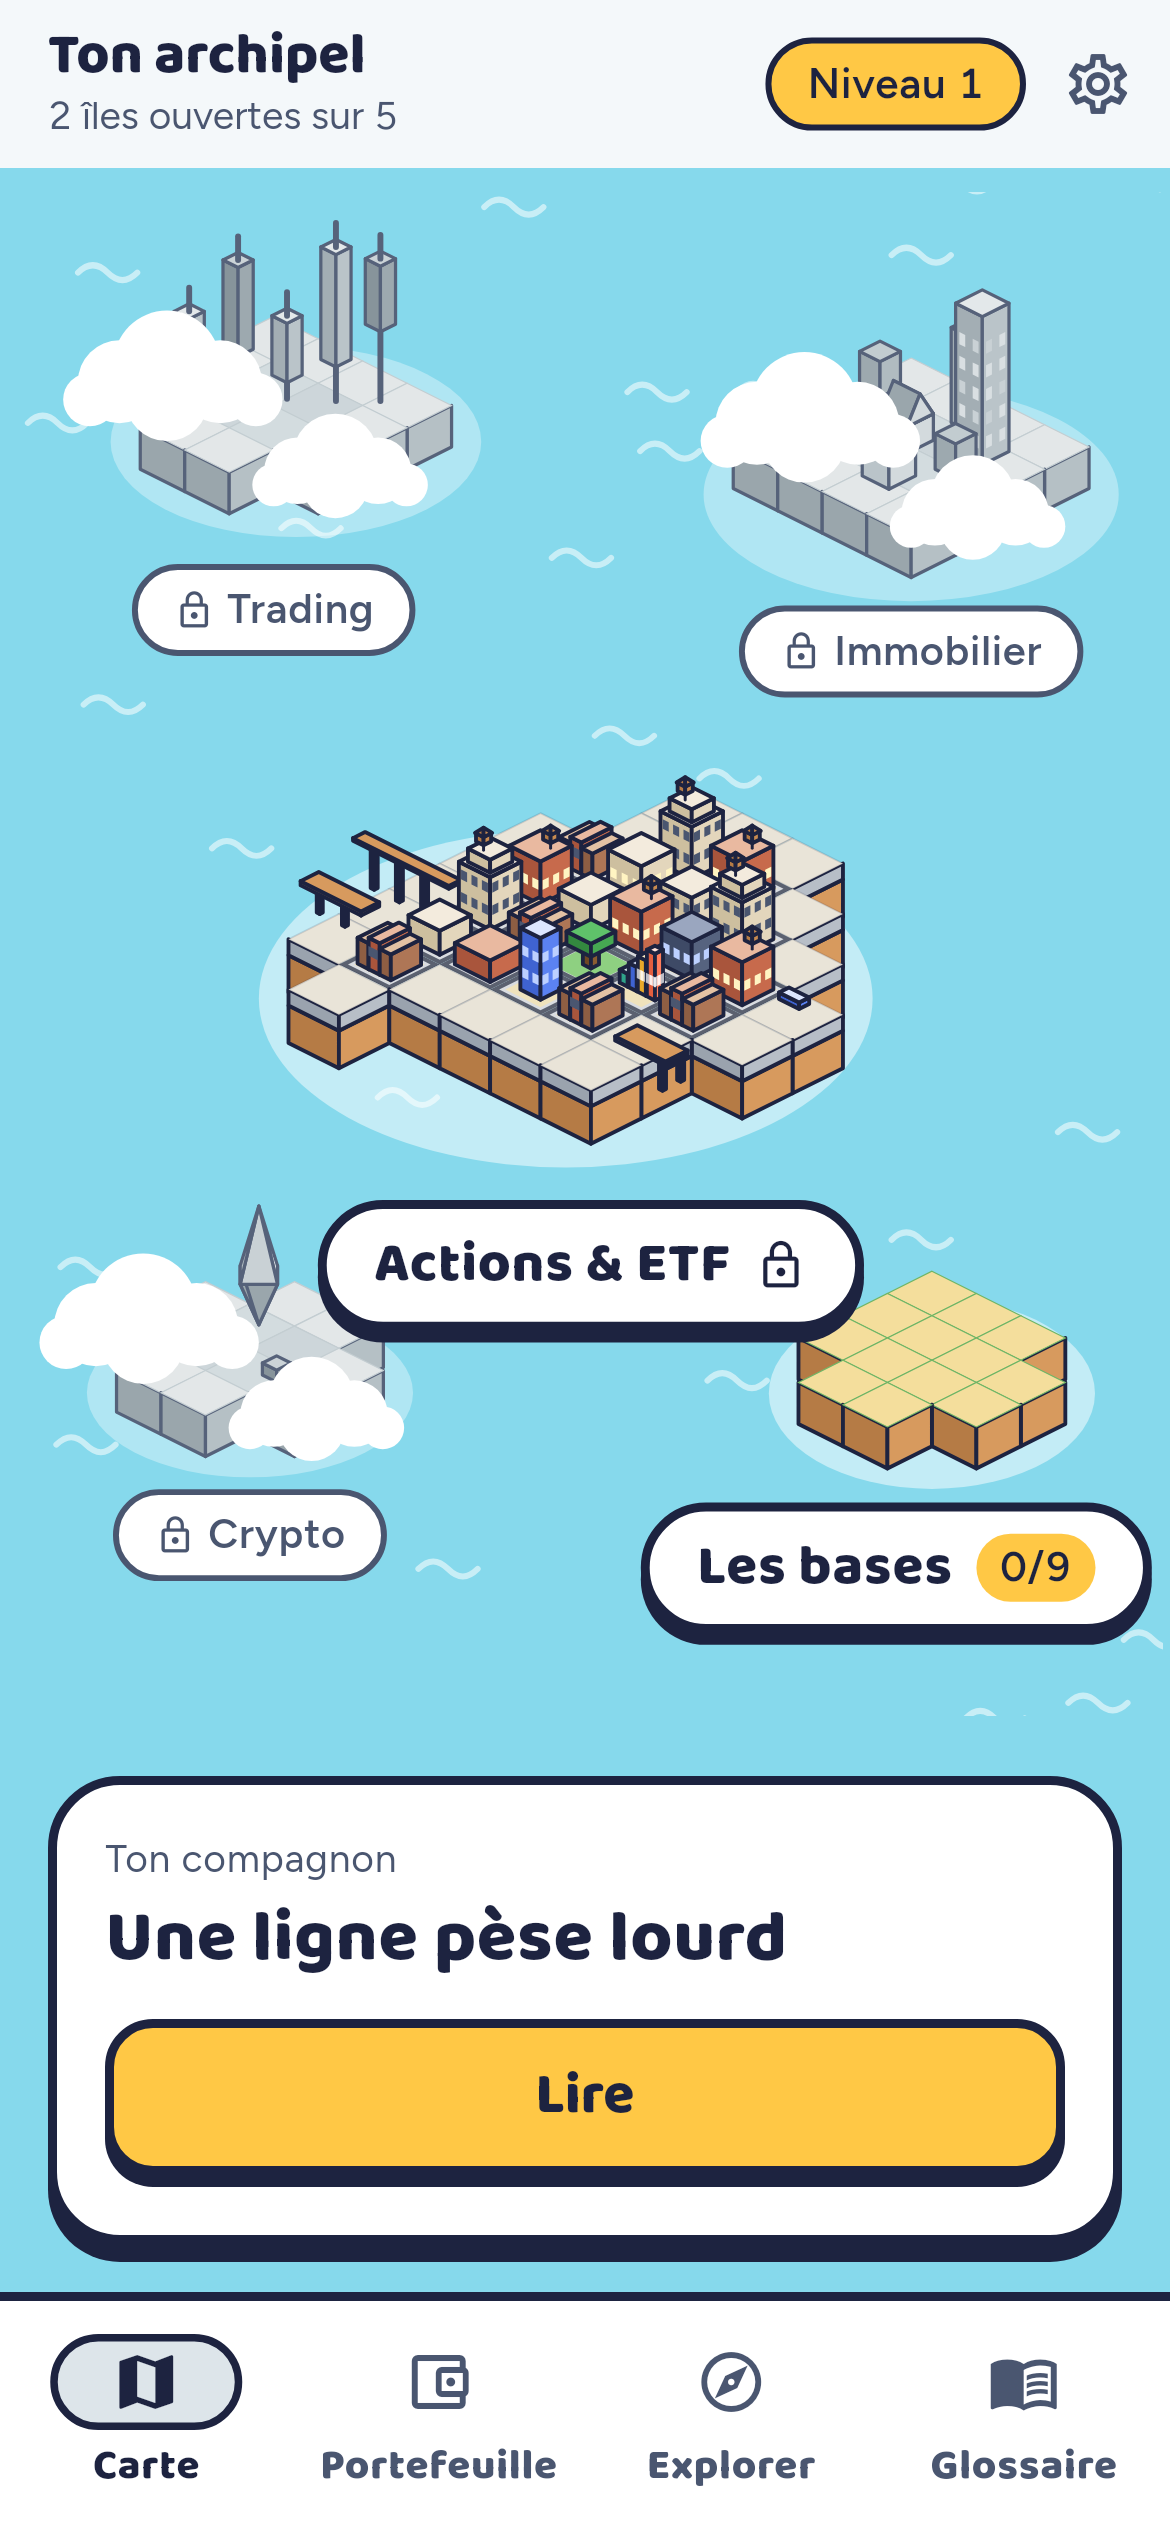 Ton archipel
2 îles ouvertes sur 5
Niveau 1
Trading
Immobilier
Actions & ETF
Crypto
Les bases 0/9
Ton compagnon
Une ligne pèse lourd
Lire
Carte
Portefeuille
Explorer
Glossaire